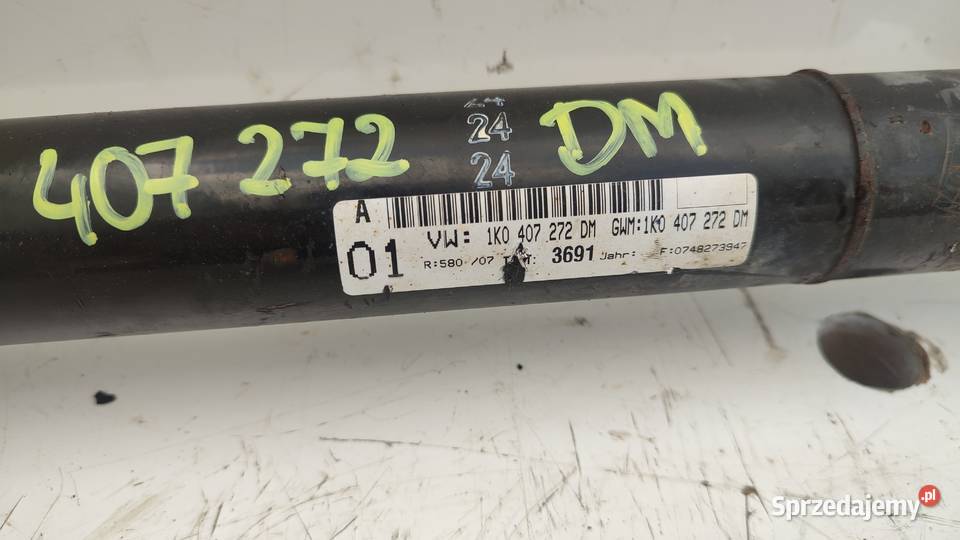 407 272 DM
24
24
A
01
VW: 1K0 407 272 DM GWM:1K0 407 272 DM
R:580 /07 3691 Jahr: F:0748273947
Sprzedajemy.pl